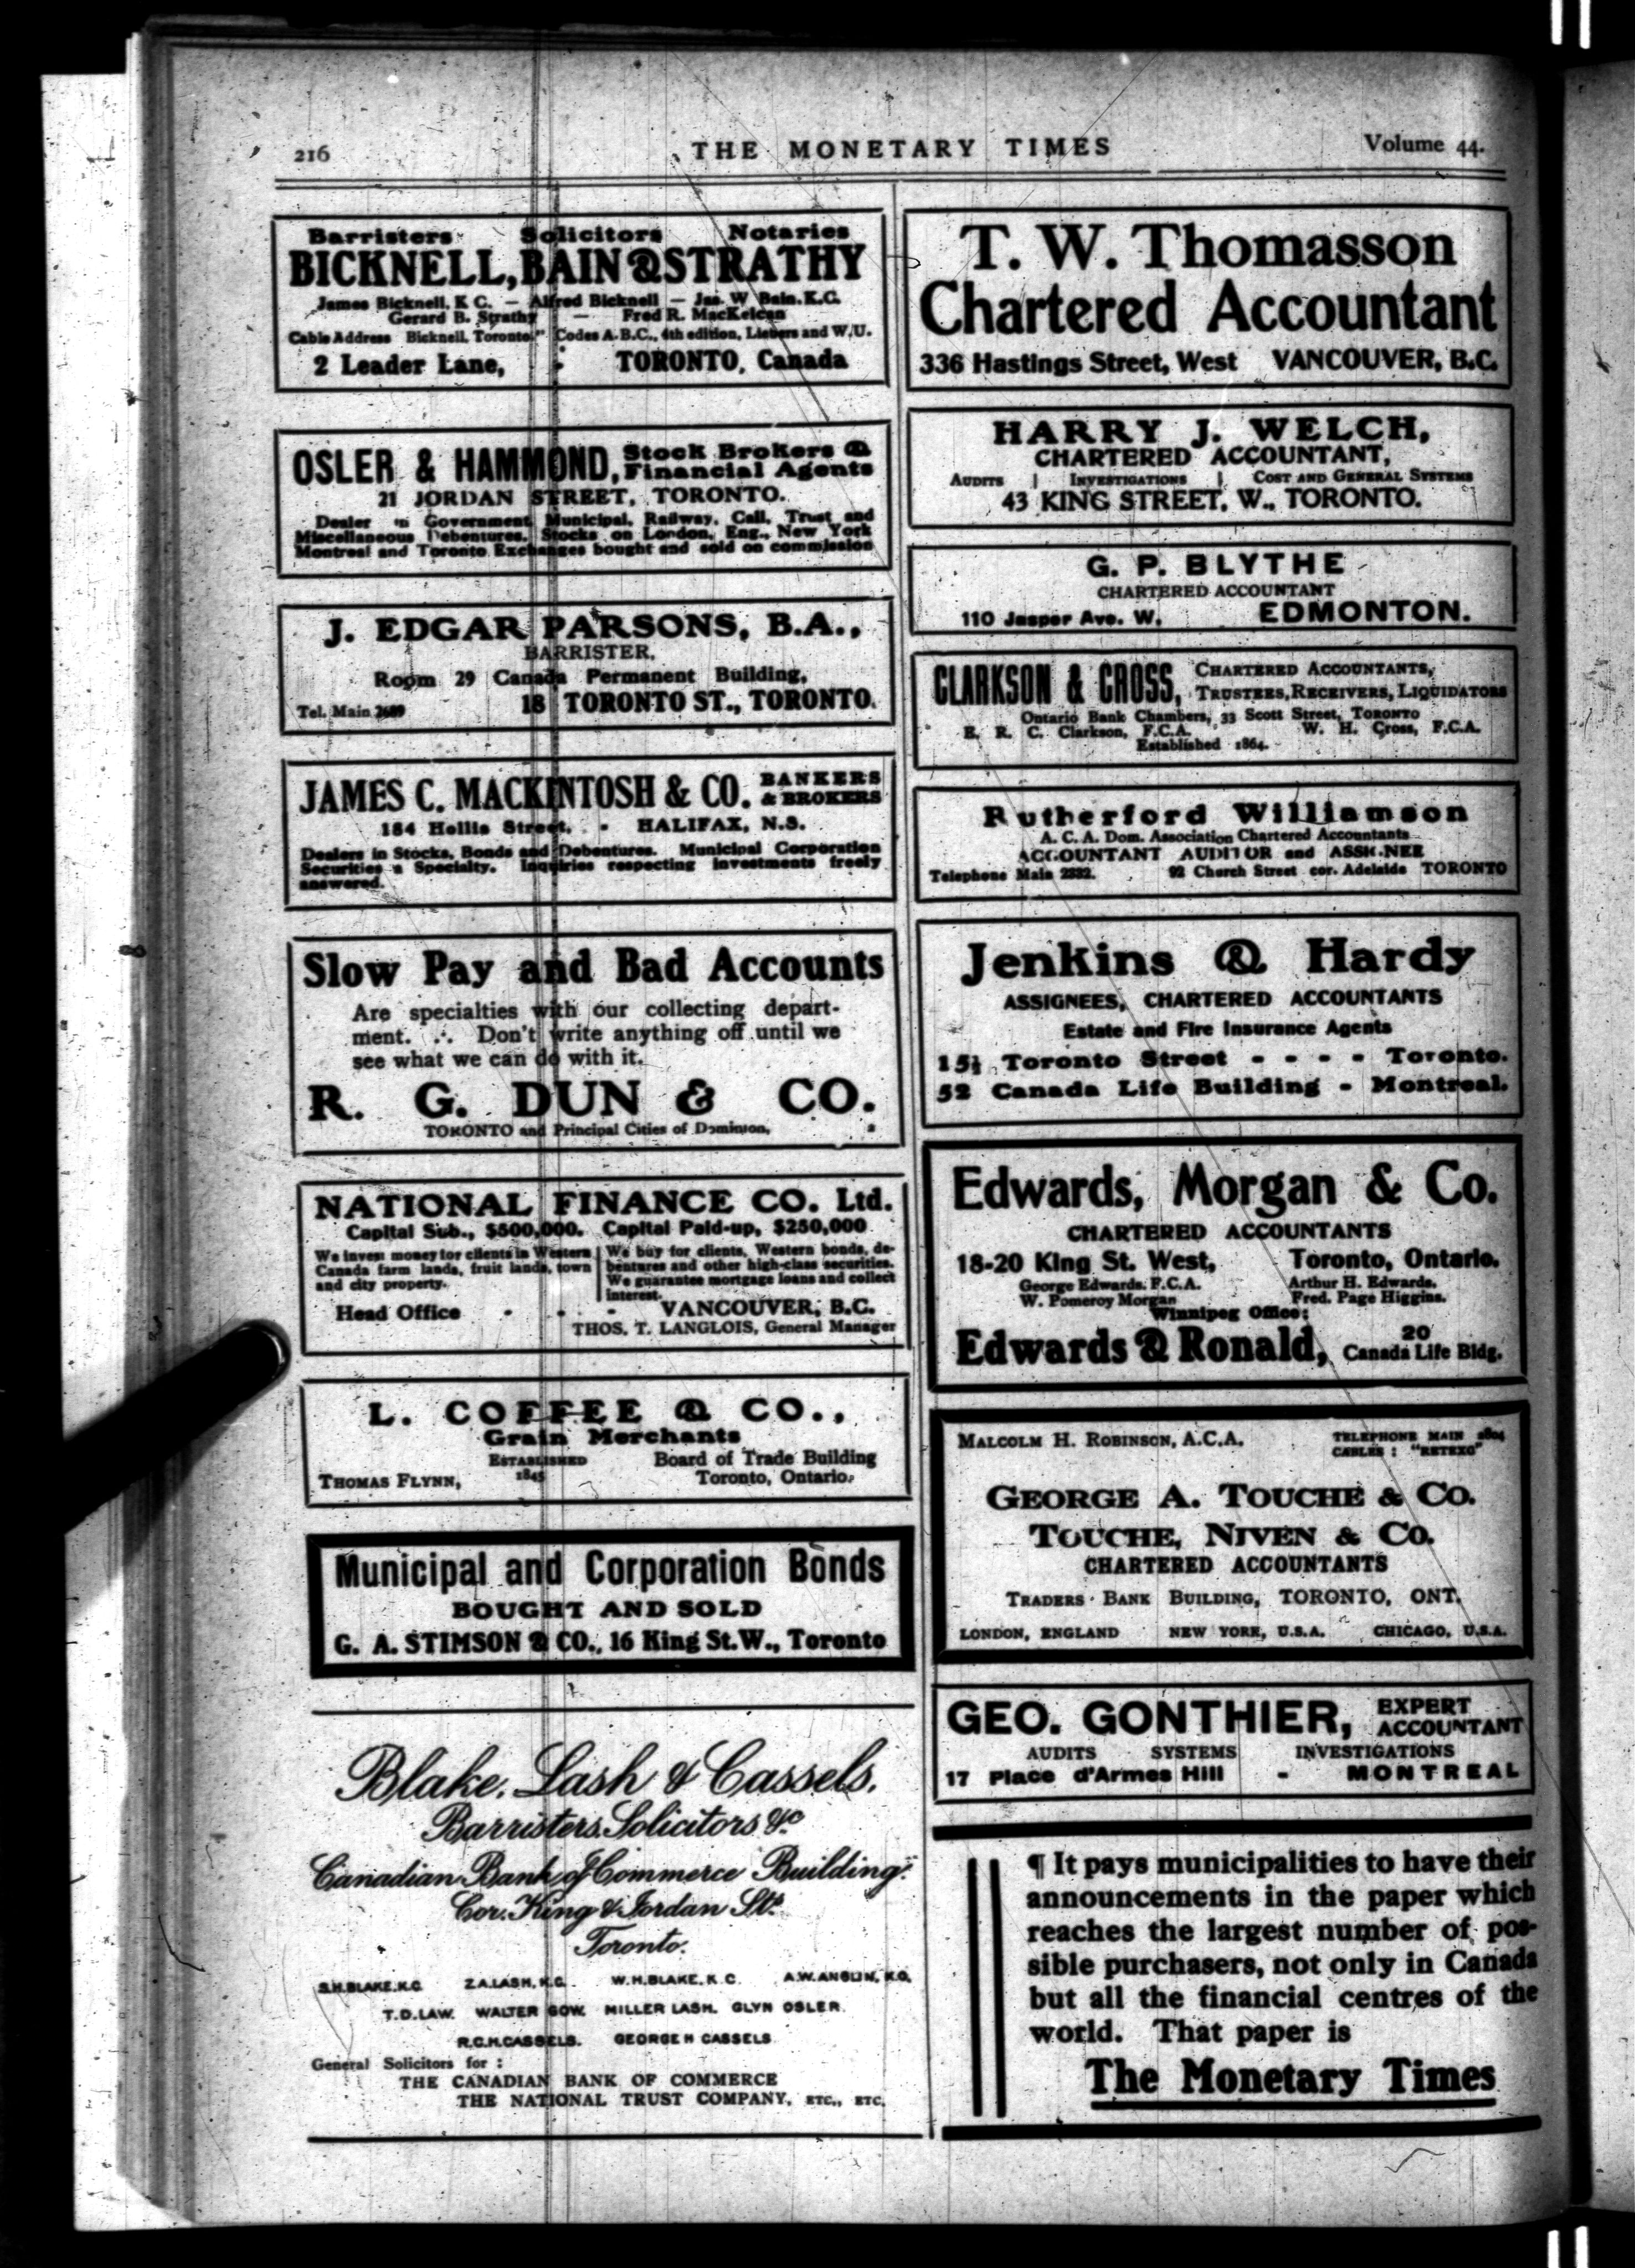 216
THE MONETARY TIMES
Volume 44.
Barristers Solicitors Notaries
BICKNELL, BAIN & STRATHY
James Bicknell, K C. — Alfred Bicknell — Jas. W Bain, K.C.
Gerard B. Strathy — Fred R. MacKelcan
Cable Address Bicknell, Toronto" Codes A.B.C., 4th edition, Liebers and W.U.
2 Leader Lane, : TORONTO, Canada
OSLER & HAMMOND, Stock Brokers &
Financial Agents
21 JORDAN STREET, TORONTO.
Dealer in Government, Municipal, Railway, Call, Trust and
Miscellaneous Debentures. Stocks on London, Eng., New York
Montreal and Toronto Exchanges bought and sold on commission
J. EDGAR PARSONS, B.A.,
BARRISTER,
Room 29 Canada Permanent Building,
Tel. Main 18 TORONTO ST., TORONTO.
JAMES C. MACKINTOSH & CO. BANKERS
& BROKERS
184 Hollis Street, - HALIFAX, N.S.
Dealers in Stocks, Bonds and Debentures. Municipal Corporation
Securities a Specialty. Inquiries respecting investments freely
answered.
Slow Pay and Bad Accounts
Are specialties with our collecting depart-
ment. .·. Don't write anything off until we
see what we can do with it.
R. G. DUN & CO.
TORONTO and Principal Cities of Dominion.
NATIONAL FINANCE CO. Ltd.
Capital Sub., $500,000. Capital Paid-up, $250,000
We invest money for clients in Western
Canada farm lands, fruit lands, town
and city property.
We buy for clients, Western bonds, de-
bentures and other high-class securities.
We guarantee mortgage loans and collect
interest.
Head Office - - - VANCOUVER, B.C.
THOS. T. LANGLOIS, General Manager
L. COFFEE & CO.,
Grain Merchants
ESTABLISHED Board of Trade Building
THOMAS FLYNN, 1845 Toronto, Ontario.
Municipal and Corporation Bonds
BOUGHT AND SOLD
G. A. STIMSON & CO., 16 King St. W., Toronto
Blake, Lash & Cassels,
Barristers, Solicitors &c
Canadian Bank of Commerce Building.
Cor. King & Jordan Sts.
Toronto.
S.H.BLAKE, K.C. Z.A.LASH, K.C. W.H.BLAKE, K.C. A.W.ANGLIN, K.C.
T.D.LAW. WALTER GOW. MILLER LASH. GLYN OSLER.
R.C.H.CASSELS. GEORGE H CASSELS
General Solicitors for :
THE CANADIAN BANK OF COMMERCE
THE NATIONAL TRUST COMPANY, ETC., ETC.
T. W. Thomasson
Chartered Accountant
336 Hastings Street, West VANCOUVER, B.C.
HARRY J. WELCH,
CHARTERED ACCOUNTANT,
AUDITS | INVESTIGATIONS | COST AND GENERAL SYSTEMS
43 KING STREET, W., TORONTO.
G. P. BLYTHE
CHARTERED ACCOUNTANT
110 Jasper Ave. W. EDMONTON.
CLARKSON & CROSS, CHARTERED ACCOUNTANTS,
TRUSTEES, RECEIVERS, LIQUIDATORS
Ontario Bank Chambers, 33 Scott Street, TORONTO
E. R. C. Clarkson, F.C.A. W. H. Cross, F.C.A.
Established 1864.
Rutherford Williamson
A. C. A. Dom. Association Chartered Accountants
ACCOUNTANT AUDITOR and ASSIGNEE
Telephone Main 2332. 92 Church Street cor. Adelaide TORONTO
Jenkins & Hardy
ASSIGNEES, CHARTERED ACCOUNTANTS
Estate and Fire Insurance Agents
15½ Toronto Street - - - - Toronto.
52 Canada Life Building - Montreal.
Edwards, Morgan & Co.
CHARTERED ACCOUNTANTS
18-20 King St. West, Toronto, Ontario.
George Edwards, F.C.A. Arthur H. Edwards.
W. Pomeroy Morgan Fred. Page Higgins.
Winnipeg Office:
Edwards & Ronald, 20
Canada Life Bldg.
MALCOLM H. ROBINSON, A.C.A. TELEPHONE MAIN
CABLES : "RETEXO"
GEORGE A. TOUCHE & CO.
TOUCHE, NIVEN & CO.
CHARTERED ACCOUNTANTS
TRADERS BANK BUILDING, TORONTO, ONT.
LONDON, ENGLAND NEW YORK, U.S.A. CHICAGO, U.S.A.
GEO. GONTHIER, EXPERT
ACCOUNTANT
AUDITS SYSTEMS INVESTIGATIONS
17 Place d'Armes Hill - MONTREAL
¶ It pays municipalities to have their
announcements in the paper which
reaches the largest number of pos-
sible purchasers, not only in Canada
but all the financial centres of the
world. That paper is
The Monetary Times